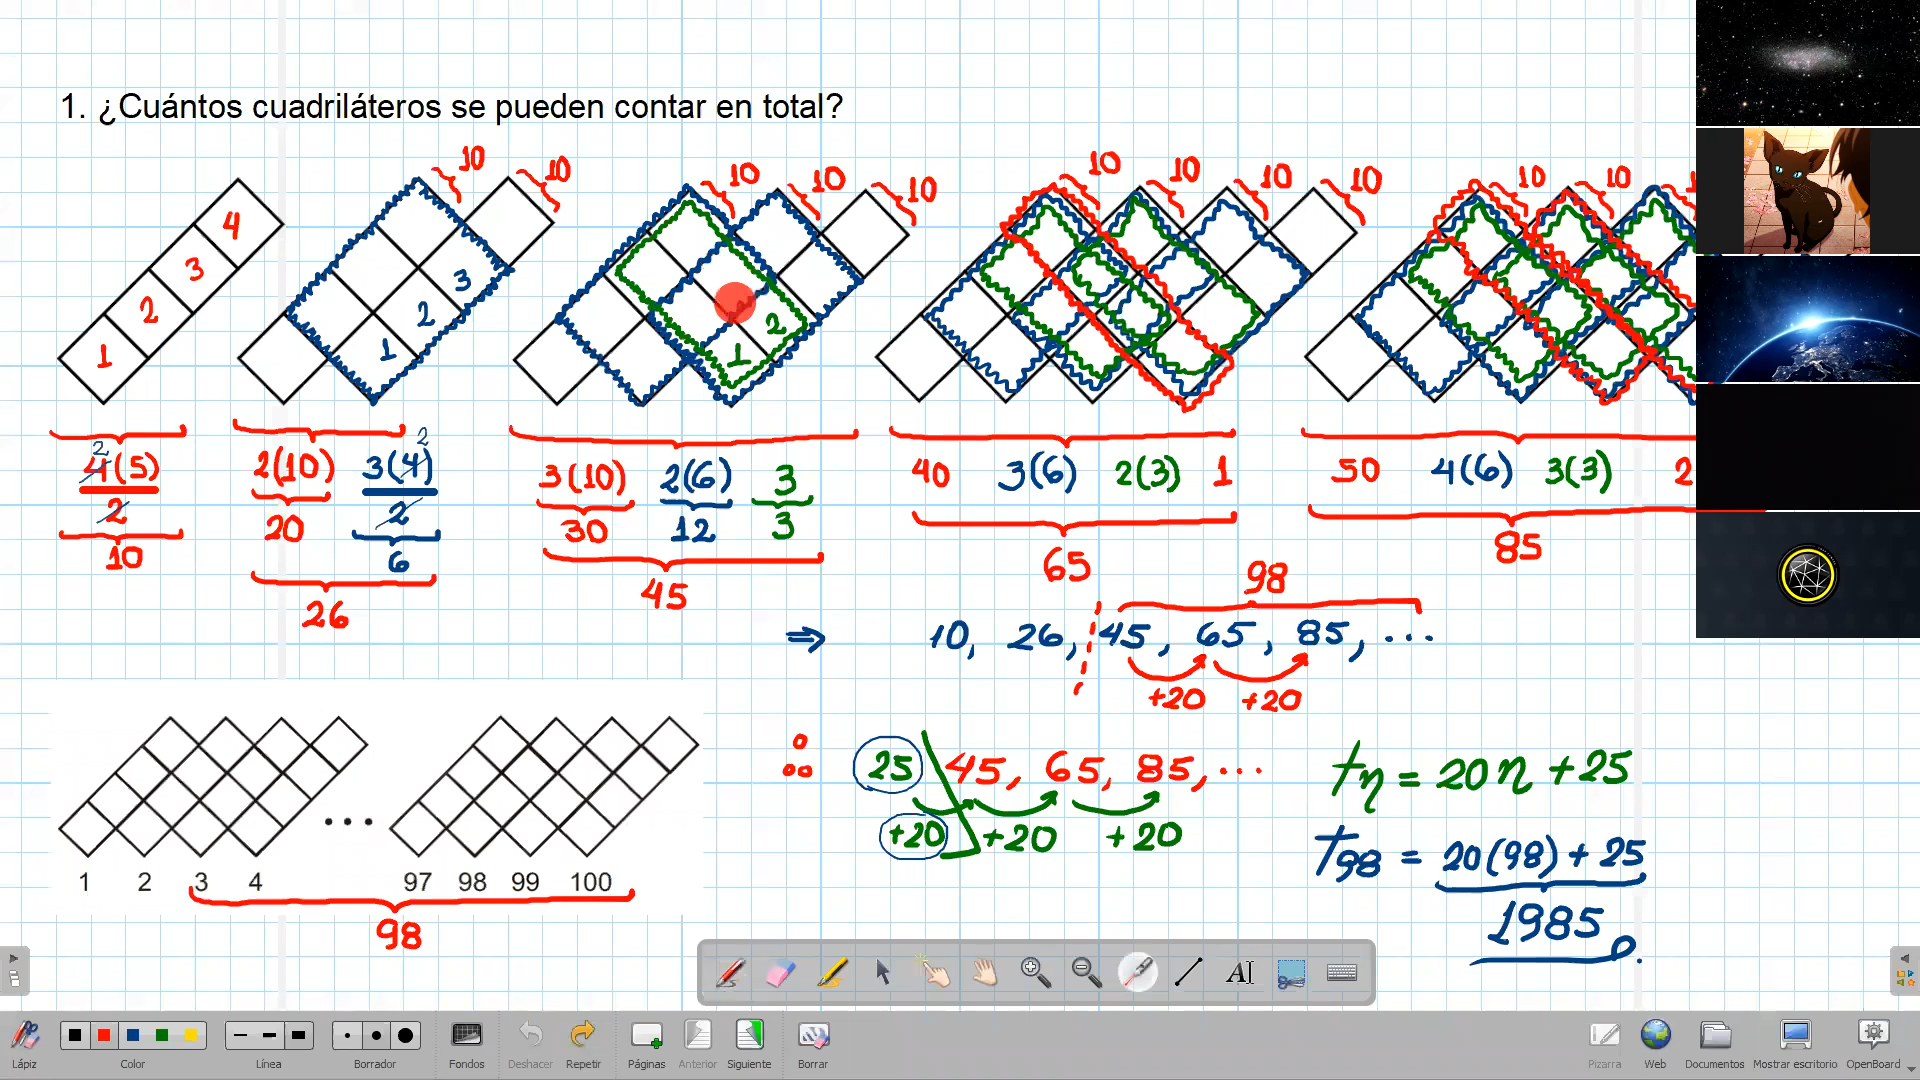 1. ¿Cuántos cuadriláteros se pueden contar en total?
10 10 10 10 10 10 10 10 10 10 10
1 2 3 4
1 2 3
1 2
4(5) 2
2
10
2(10) 3(4) 2
20 2
6
26
3(10) 2(6) 3
30 12 3
45
40 3(6) 2(3) 1
65
50 4(6) 3(3) 2
85
98
⇒ 10, 26, 45, 65, 85, ...
+20 +20
∴ 25 45, 65, 85, ...
+20 +20 +20
tn = 20n + 25
T98 = 20(98) + 25
1985
...
1 2 3 4 97 98 99 100
98
AI
Lápiz Color Línea Borrador Fondos Deshacer Repetir Páginas Anterior Siguiente Borrar Pizarra Web Documentos Mostrar escritorio OpenBoard